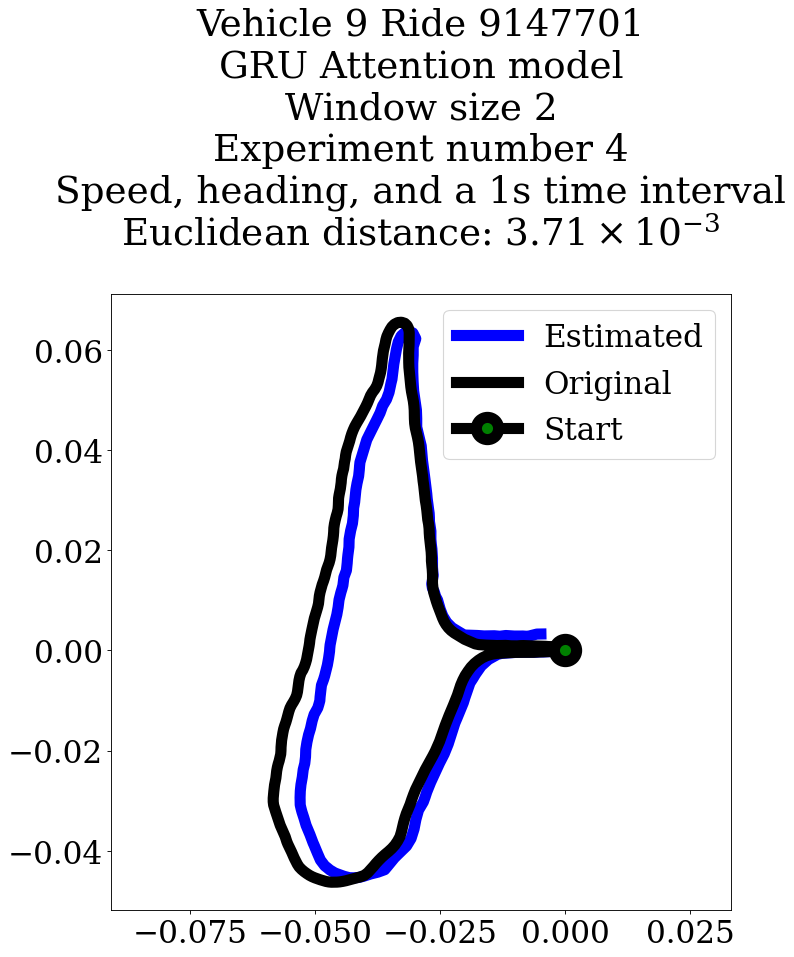 Vehicle 9 Ride 9147701
GRU Attention model
Window size 2
Experiment number 4
Speed, heading, and a 1s time interval
Euclidean distance: 3.71 × 10⁻³
Estimated
Original
Start
0.06
0.04
0.02
0.00
−0.02
−0.04
−0.075 −0.050 −0.025 0.000 0.025